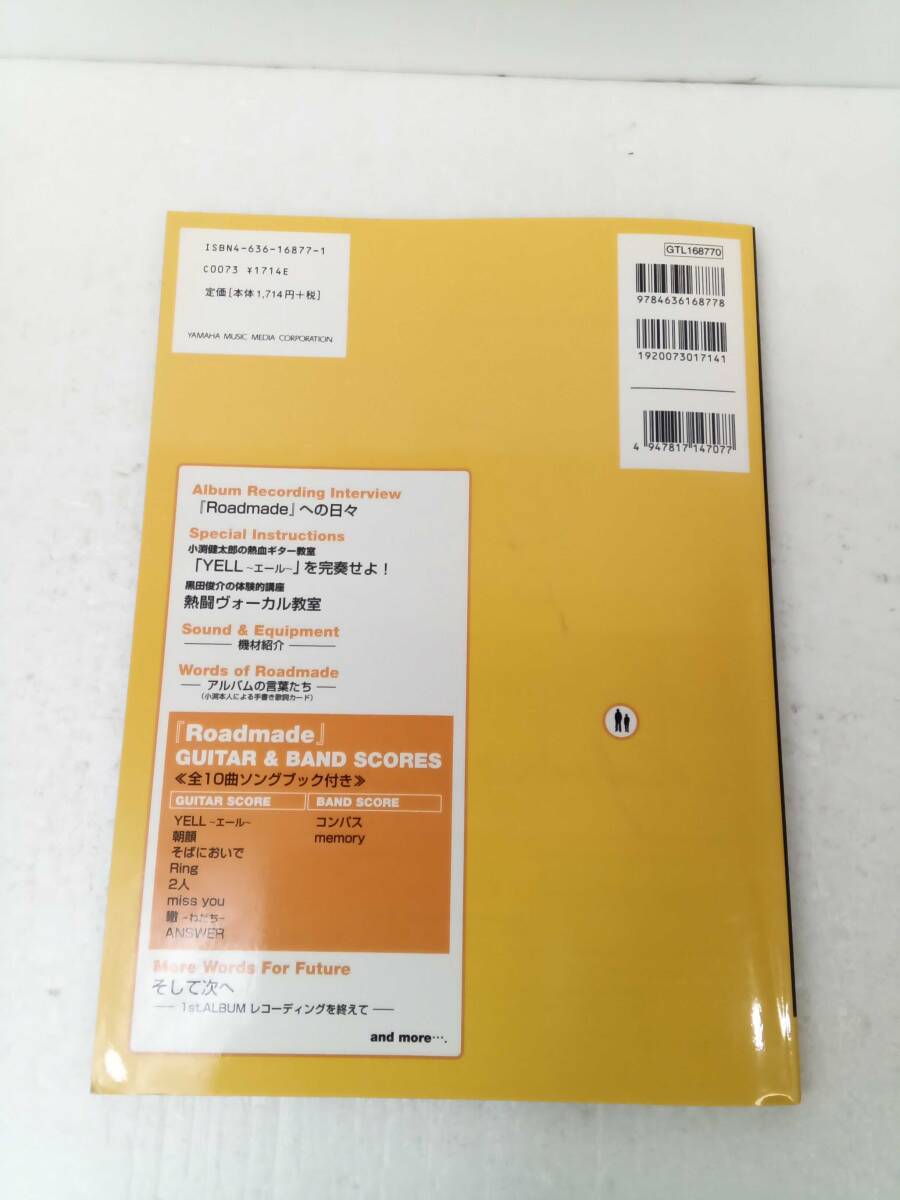 ISBN4-636-16877-1
C0073 ¥1714E
定価[本体1,714円+税]
YAMAHA MUSIC MEDIA CORPORATION
GTL168770
9784636168778
1920073017141
4 947817 147077
Album Recording Interview
『Roadmade』への日々
Special Instructions
小渕健太郎の熱血ギター教室
「YELL~エール~」を完奏せよ!
黒田俊介の体験的講座
熱闘ヴォーカル教室
Sound & Equipment
機材紹介
Words of Roadmade
アルバムの言葉たち
(小渕本人による手書き歌詞カード)
『Roadmade』
GUITAR & BAND SCORES
≪全10曲ソングブック付き≫
GUITAR SCORE
YELL~エール~
朝顔
そばにおいで
Ring
2人
miss you
轍-わだち-
ANSWER
BAND SCORE
コンパス
memory
More Words For Future
そして次へ
1st.ALBUM レコーディングを終えて
and more….